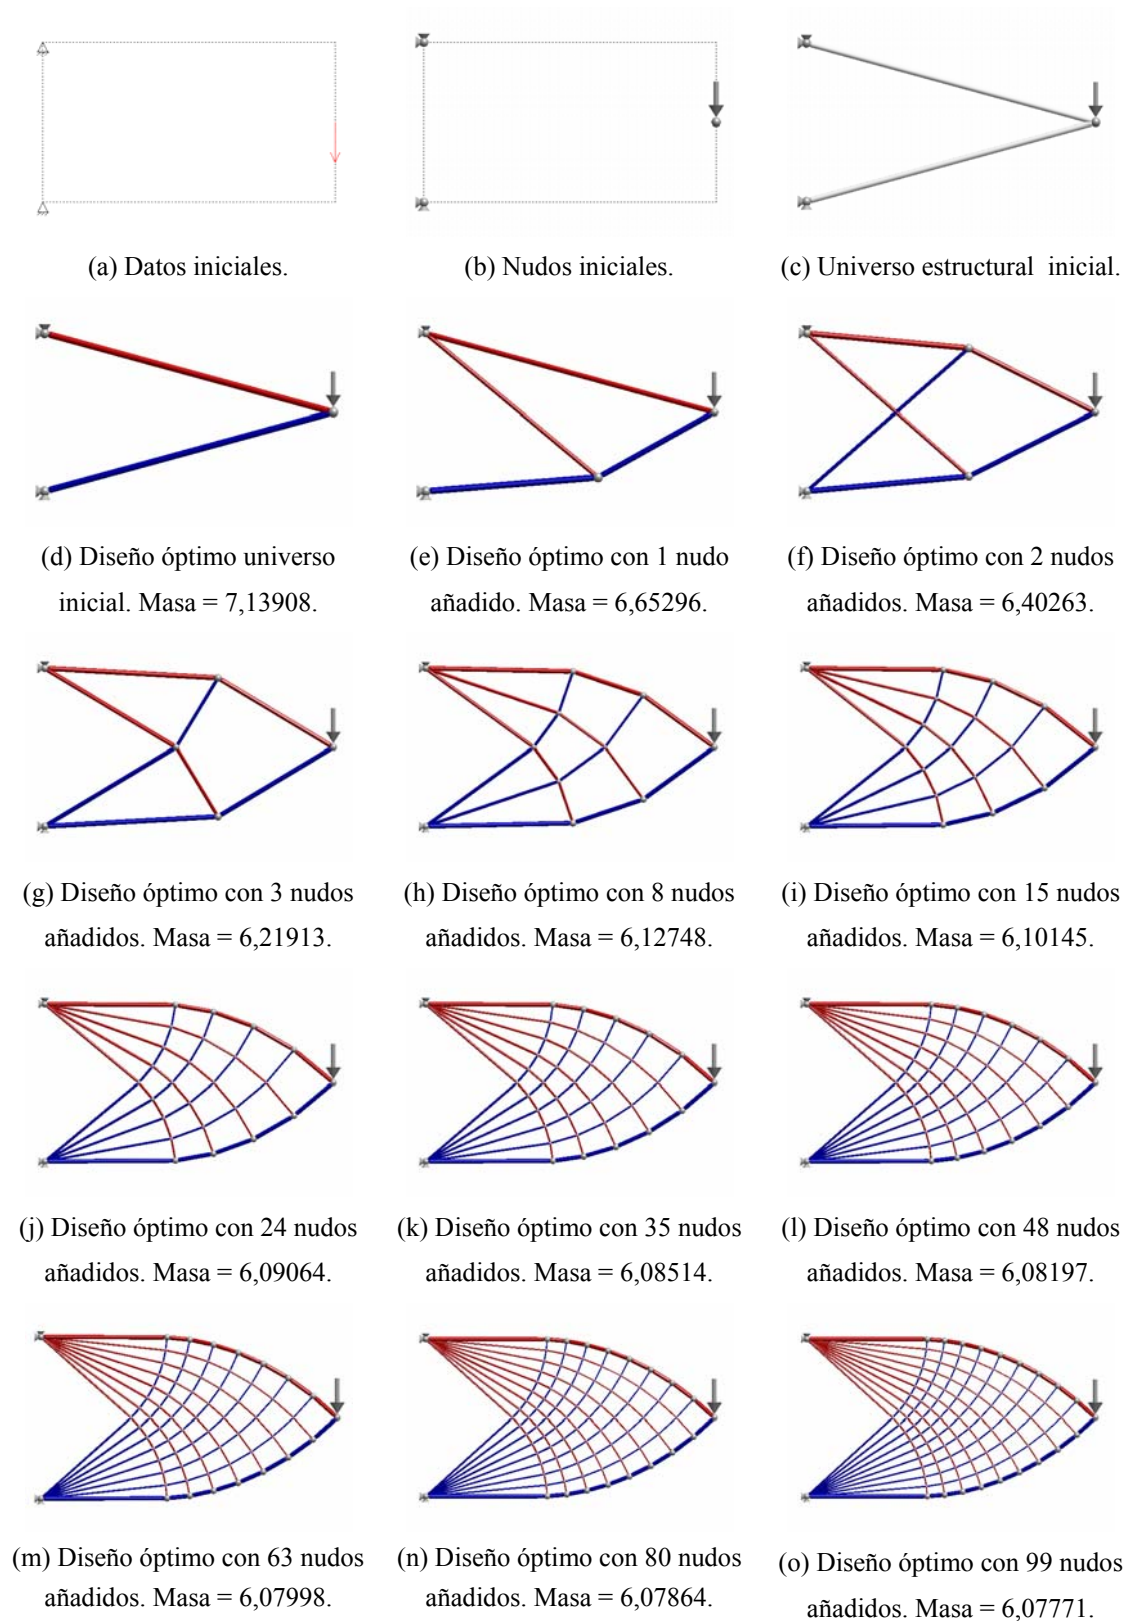 (a) Datos iniciales.
(b) Nudos iniciales.
(c) Universo estructural inicial.
(d) Diseño óptimo universo
inicial. Masa = 7,13908.
(e) Diseño óptimo con 1 nudo
añadido. Masa = 6,65296.
(f) Diseño óptimo con 2 nudos
añadidos. Masa = 6,40263.
(g) Diseño óptimo con 3 nudos
añadidos. Masa = 6,21913.
(h) Diseño óptimo con 8 nudos
añadidos. Masa = 6,12748.
(i) Diseño óptimo con 15 nudos
añadidos. Masa = 6,10145.
(j) Diseño óptimo con 24 nudos
añadidos. Masa = 6,09064.
(k) Diseño óptimo con 35 nudos
añadidos. Masa = 6,08514.
(l) Diseño óptimo con 48 nudos
añadidos. Masa = 6,08197.
(m) Diseño óptimo con 63 nudos
añadidos. Masa = 6,07998.
(n) Diseño óptimo con 80 nudos
añadidos. Masa = 6,07864.
(o) Diseño óptimo con 99 nudos
añadidos. Masa = 6,07771.